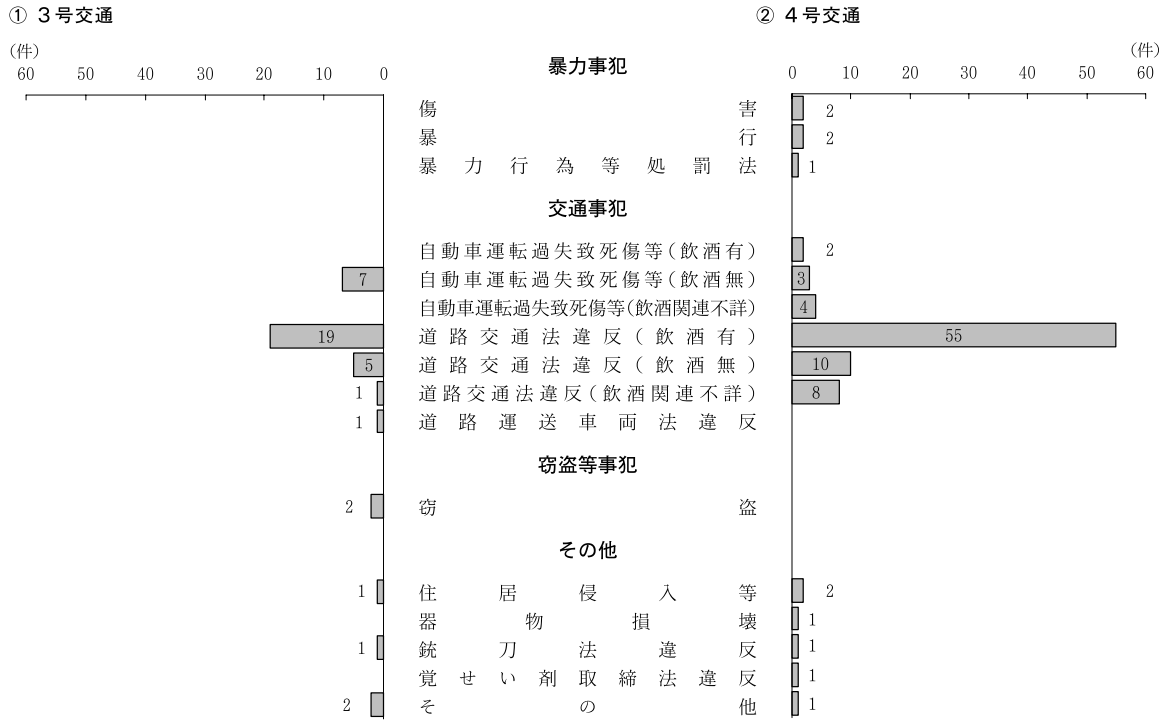 ① ３号交通
② ４号交通
(件)
60 50 40 30 20 10 0
(件)
0 10 20 30 40 50 60
暴力事犯
傷害 2
暴行 2
暴力行為等処罰法 1
交通事犯
自動車運転過失致死傷等(飲酒有) 2
7 自動車運転過失致死傷等(飲酒無) 3
自動車運転過失致死傷等(飲酒関連不詳) 4
19 道路交通法違反(飲酒有) 55
5 道路交通法違反(飲酒無) 10
1 道路交通法違反(飲酒関連不詳) 8
1 道路運送車両法違反
窃盗等事犯
2 窃盗
その他
1 住居侵入等 2
器物損壊 1
1 銃刀法違反 1
覚せい剤取締法違反 1
2 その他 1